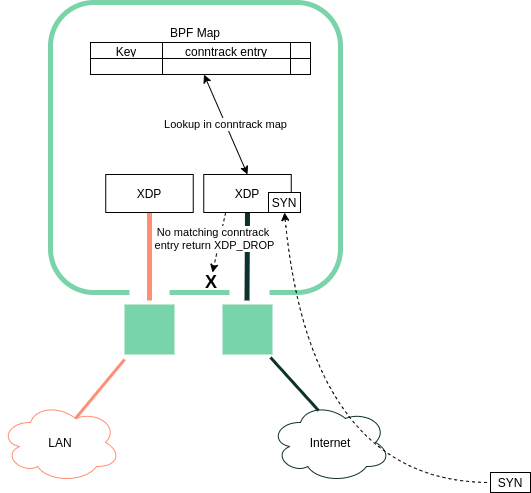 BPF Map
Key
conntrack entry
Lookup in conntrack map
XDP
XDP
SYN
No matching conntrack
entry return XDP_DROP
X
LAN
Internet
SYN